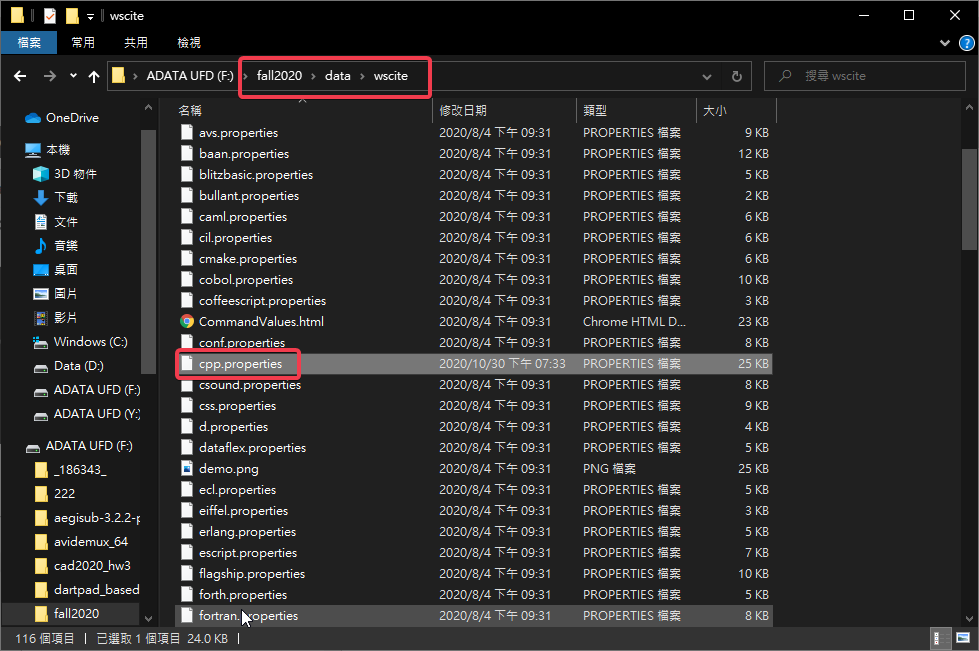 wscite
檔案 常用 共用 檢視
ADATA UFD (F:) › fall2020 › data › wscite
搜尋 wscite
OneDrive
本機
3D 物件
下載
文件
音樂
桌面
圖片
影片
Windows (C:)
Data (D:)
ADATA UFD (F:)
ADATA UFD (Y:)
ADATA UFD (F:)
_186343_
222
aegisub-3.2.2-p
avidemux_64
cad2020_hw3
dartpad_based
fall2020
名稱 修改日期 類型 大小
avs.properties 2020/8/4 下午 09:31 PROPERTIES 檔案 9 KB
baan.properties 2020/8/4 下午 09:31 PROPERTIES 檔案 12 KB
blitzbasic.properties 2020/8/4 下午 09:31 PROPERTIES 檔案 5 KB
bullant.properties 2020/8/4 下午 09:31 PROPERTIES 檔案 2 KB
caml.properties 2020/8/4 下午 09:31 PROPERTIES 檔案 6 KB
cil.properties 2020/8/4 下午 09:31 PROPERTIES 檔案 6 KB
cmake.properties 2020/8/4 下午 09:31 PROPERTIES 檔案 6 KB
cobol.properties 2020/8/4 下午 09:31 PROPERTIES 檔案 10 KB
coffeescript.properties 2020/8/4 下午 09:31 PROPERTIES 檔案 3 KB
CommandValues.html 2020/8/4 下午 09:31 Chrome HTML D... 23 KB
conf.properties 2020/8/4 下午 09:31 PROPERTIES 檔案 8 KB
cpp.properties 2020/10/30 下午 07:33 PROPERTIES 檔案 25 KB
csound.properties 2020/8/4 下午 09:31 PROPERTIES 檔案 8 KB
css.properties 2020/8/4 下午 09:31 PROPERTIES 檔案 9 KB
d.properties 2020/8/4 下午 09:31 PROPERTIES 檔案 4 KB
dataflex.properties 2020/8/4 下午 09:31 PROPERTIES 檔案 5 KB
demo.png 2020/8/4 下午 09:31 PNG 檔案 25 KB
ecl.properties 2020/8/4 下午 09:31 PROPERTIES 檔案 5 KB
eiffel.properties 2020/8/4 下午 09:31 PROPERTIES 檔案 3 KB
erlang.properties 2020/8/4 下午 09:31 PROPERTIES 檔案 5 KB
escript.properties 2020/8/4 下午 09:31 PROPERTIES 檔案 7 KB
flagship.properties 2020/8/4 下午 09:31 PROPERTIES 檔案 10 KB
forth.properties 2020/8/4 下午 09:31 PROPERTIES 檔案 5 KB
fortran.properties 2020/8/4 下午 09:31 PROPERTIES 檔案 8 KB
116 個項目 已選取 1 個項目 24.0 KB